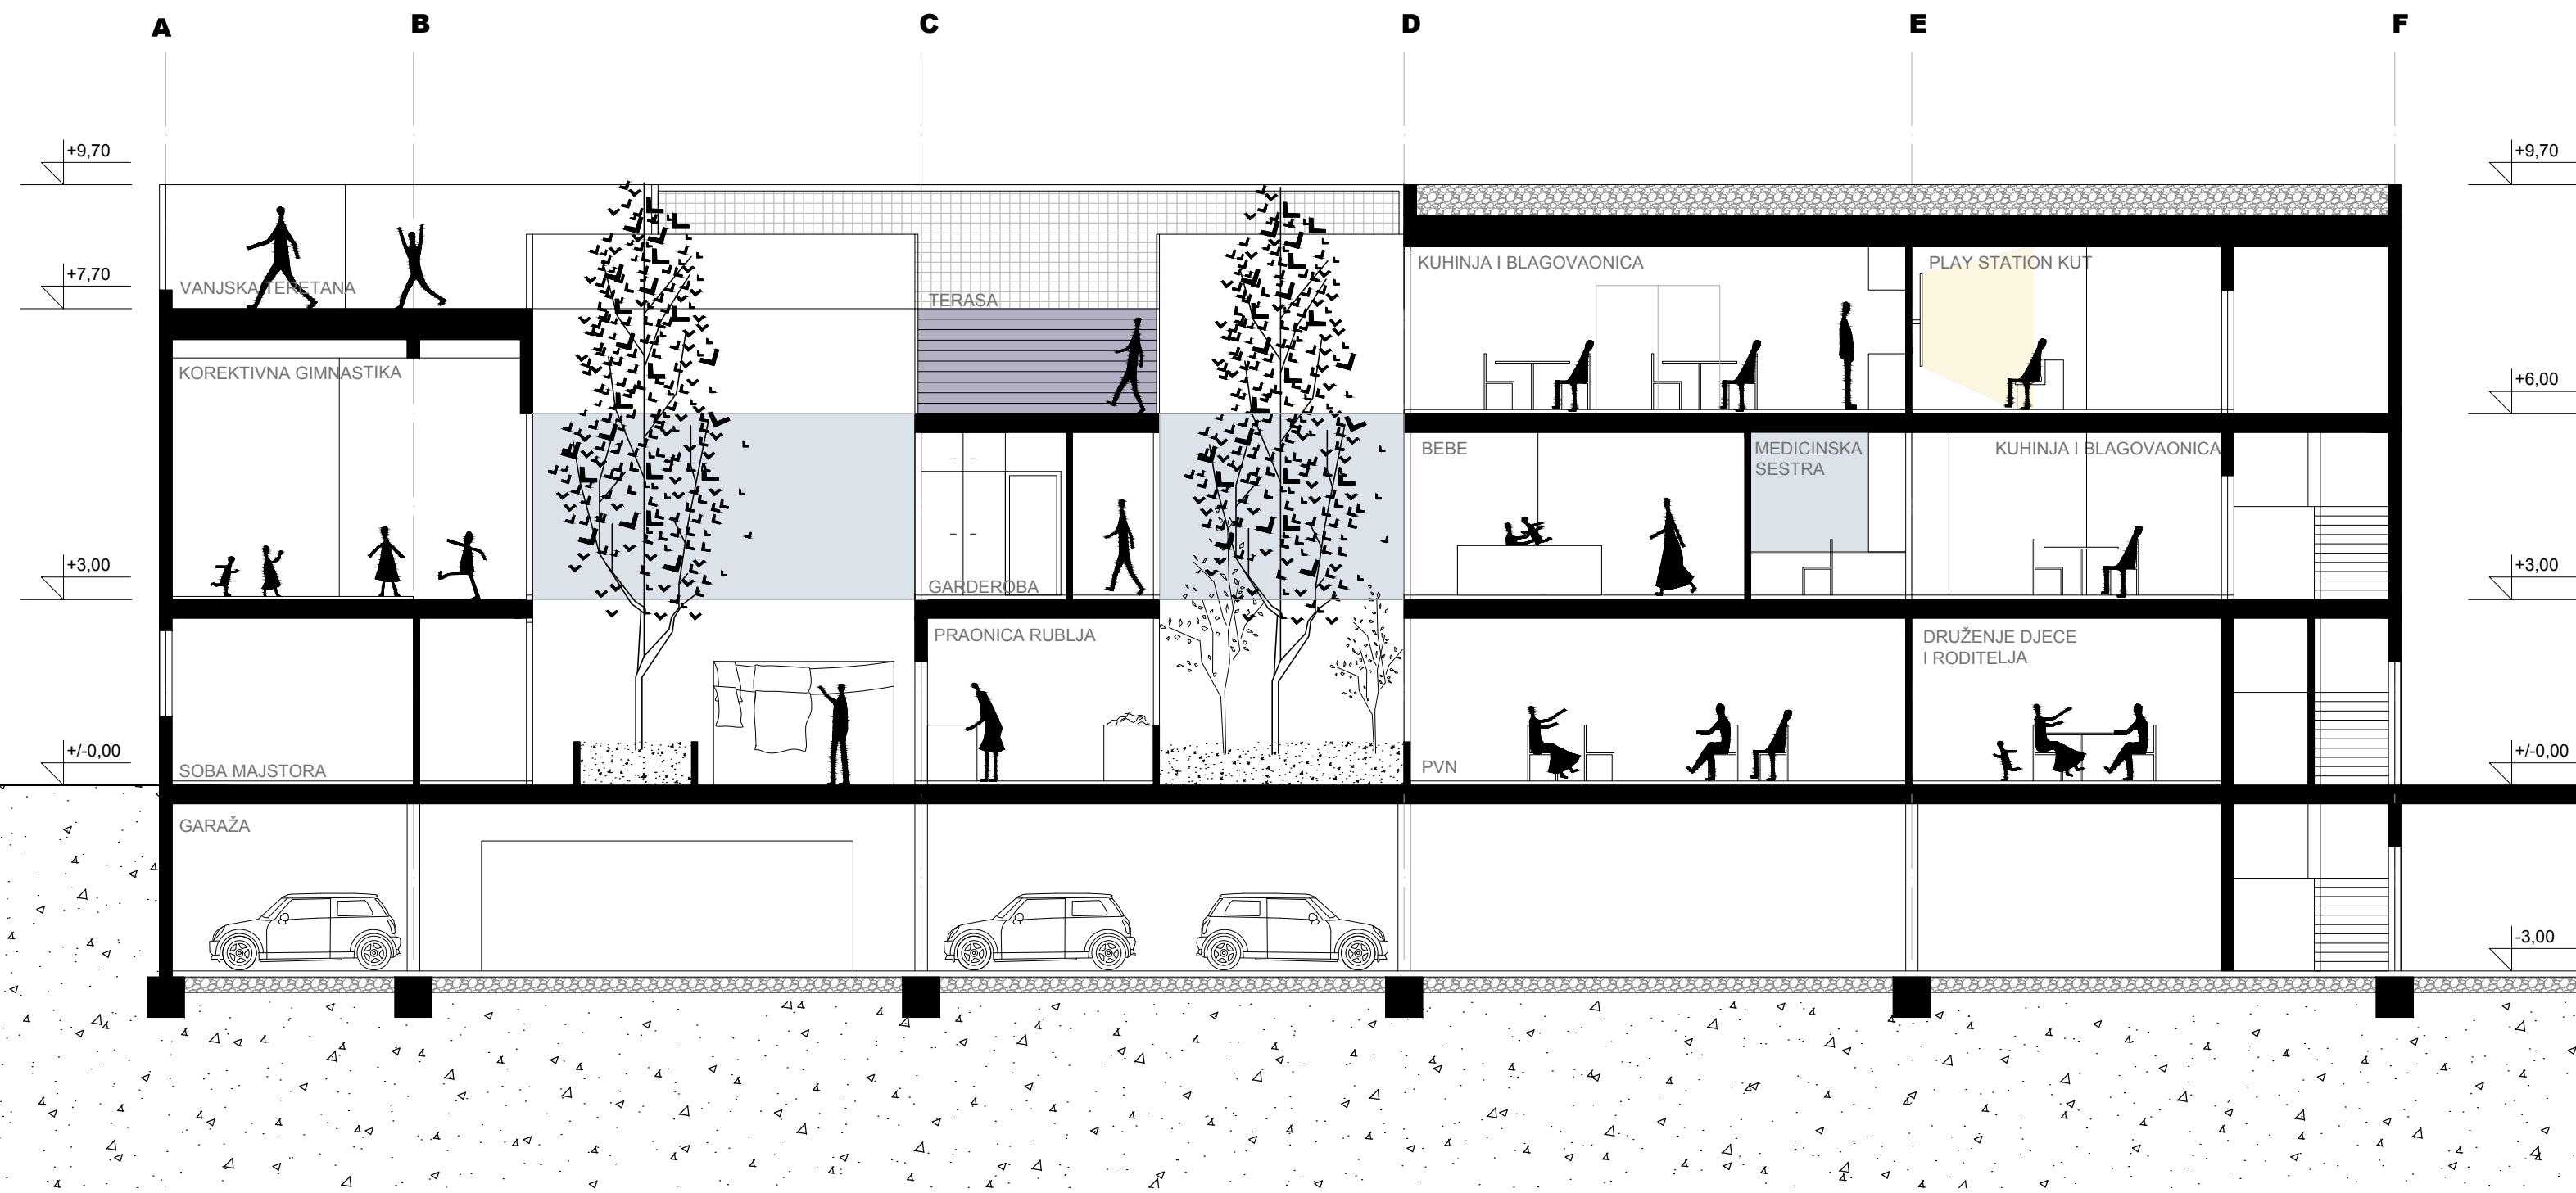 A
B
C
D
E
F
+9,70
+9,70
+7,70
VANJSKA TERETANA
TERASA
KUHINJA I BLAGOVAONICA
PLAY STATION KUT
+6,00
KOREKTIVNA GIMNASTIKA
BEBE
MEDICINSKA
SESTRA
KUHINJA I BLAGOVAONICA
+3,00
GARDEROBA
+3,00
PRAONICA RUBLJA
DRUŽENJE DJECE
I RODITELJA
+/-0,00
SOBA MAJSTORA
PVN
+/-0,00
GARAŽA
-3,00